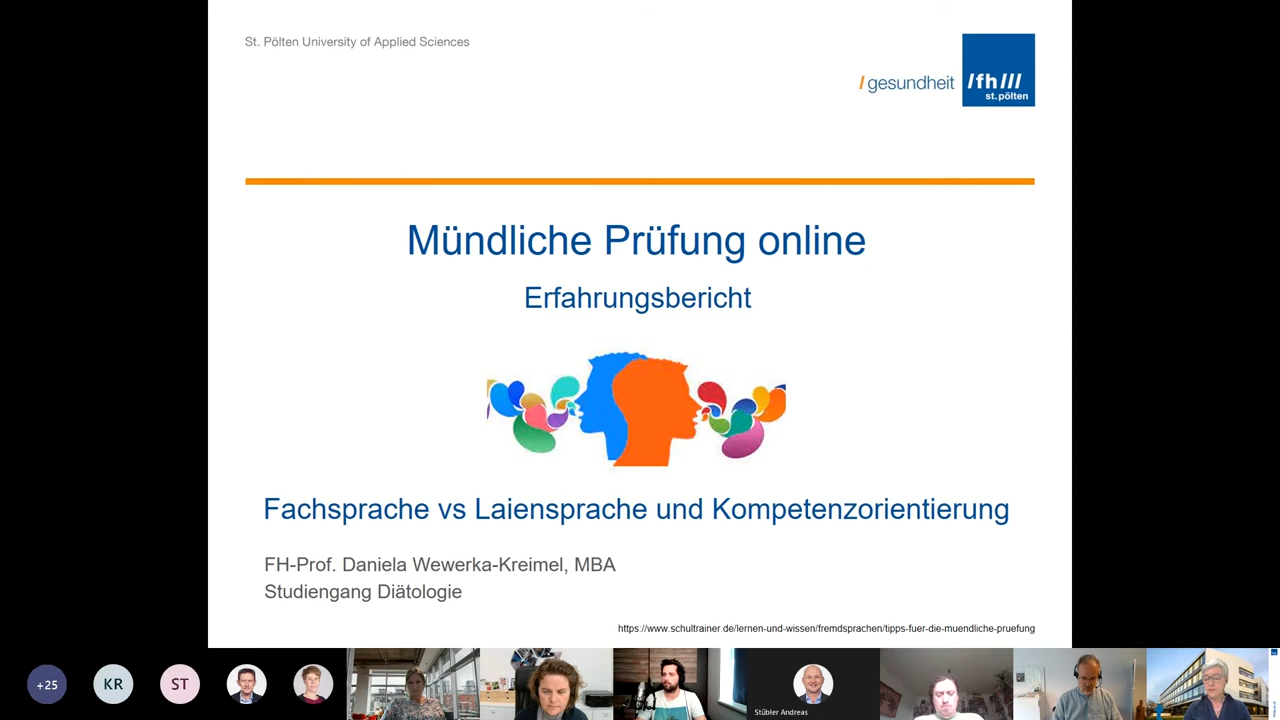 St. Pölten University of Applied Sciences
/ gesundheit
/fh///
st.pölten
Mündliche Prüfung online
Erfahrungsbericht
Fachsprache vs Laiensprache und Kompetenzorientierung
FH-Prof. Daniela Wewerka-Kreimel, MBA
Studiengang Diätologie
https://www.schultrainer.de/lernen-und-wissen/fremdsprachen/tipps-fuer-die-muendliche-pruefung
+25
KR
ST
Stübler Andreas